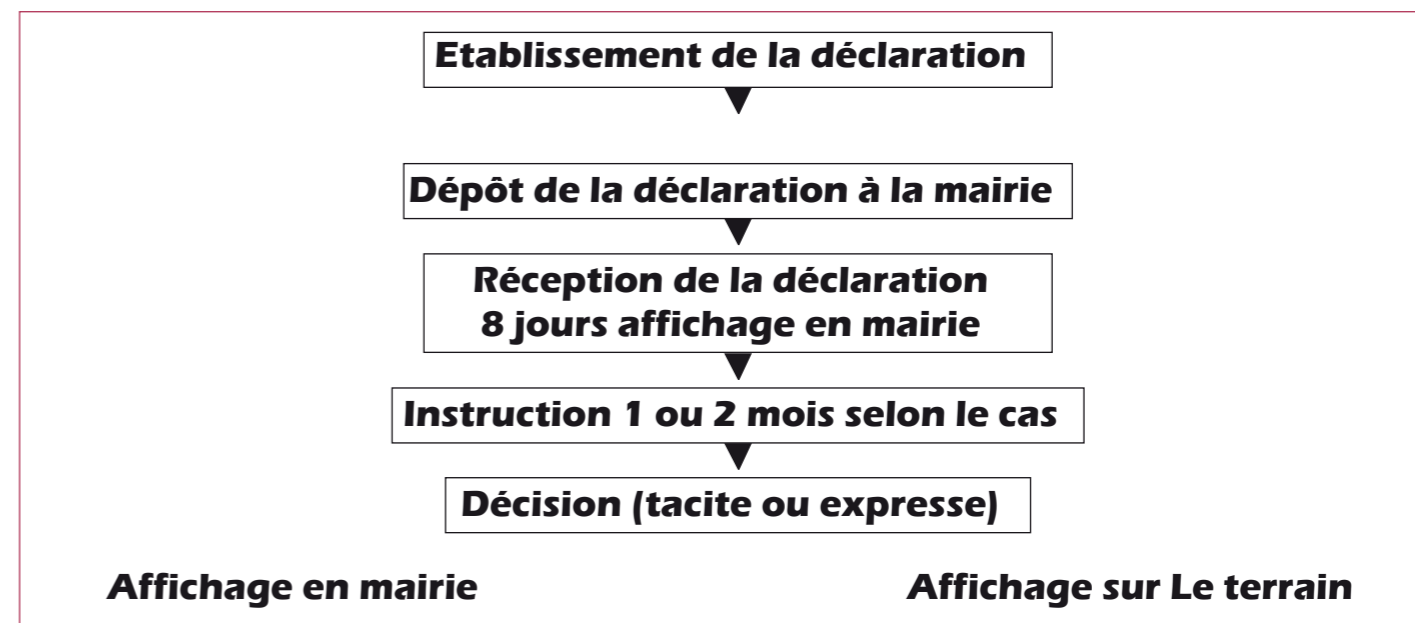 Etablissement de la déclaration
Dépôt de la déclaration à la mairie
Réception de la déclaration
8 jours affichage en mairie
Instruction 1 ou 2 mois selon le cas
Décision (tacite ou expresse)
Affichage en mairie
Affichage sur Le terrain